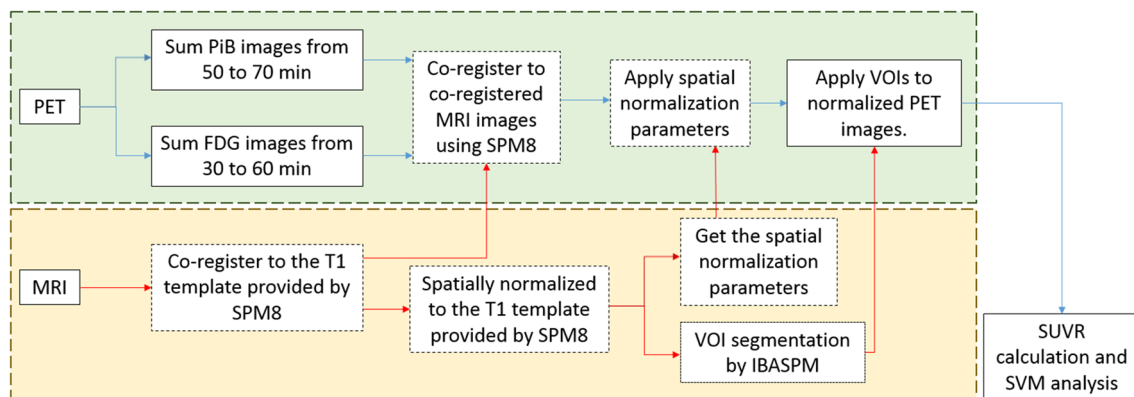 PET
Sum PiB images from
50 to 70 min
Sum FDG images from
30 to 60 min
Co-register to
co-registered
MRI images
using SPM8
Apply spatial
normalization
parameters
Apply VOIs to
normalized PET
images.
MRI
Co-register to the T1
template provided by
SPM8
Spatially normalized
to the T1 template
provided by SPM8
Get the spatial
normalization
parameters
VOI segmentation
by IBASPM
SUVR
calculation and
SVM analysis